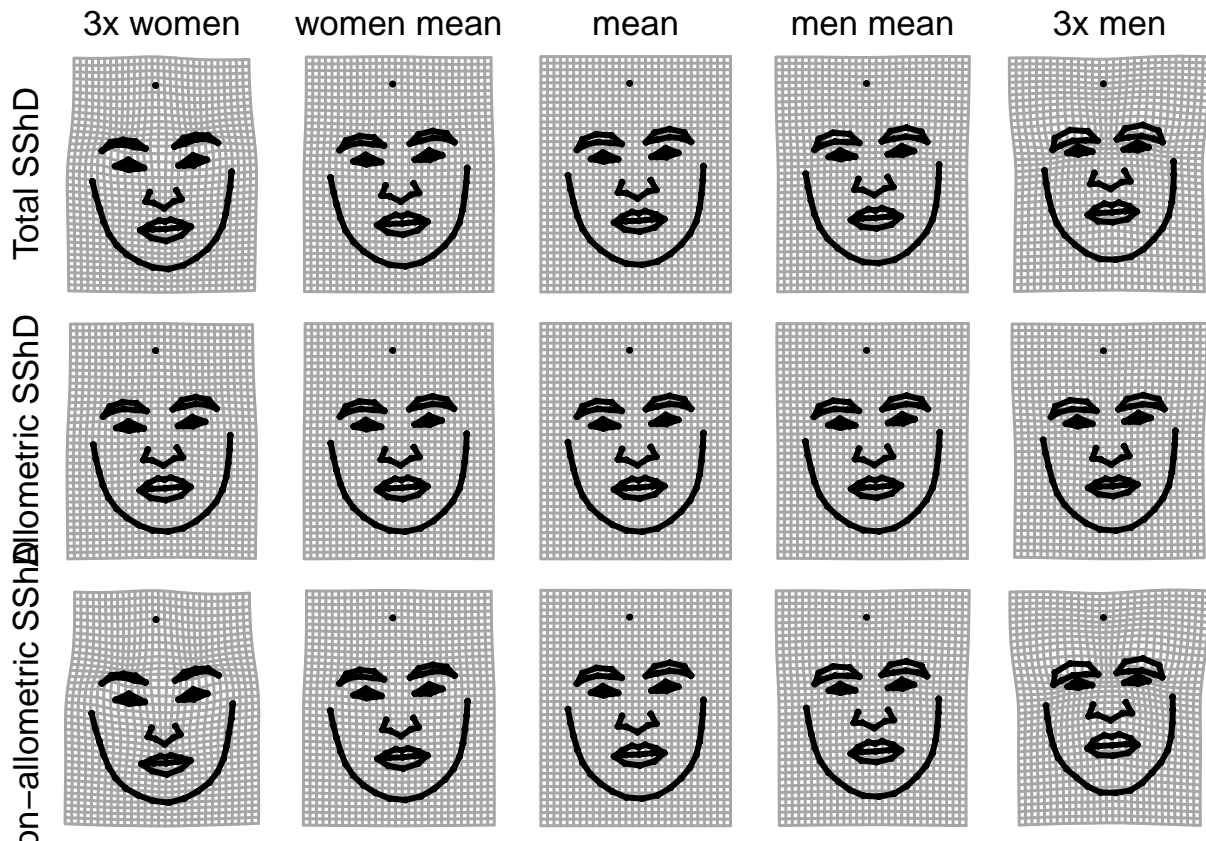 3x women
women mean
mean
men mean
3x men
Total SShD
Allometric SShD
on−allometric SShD